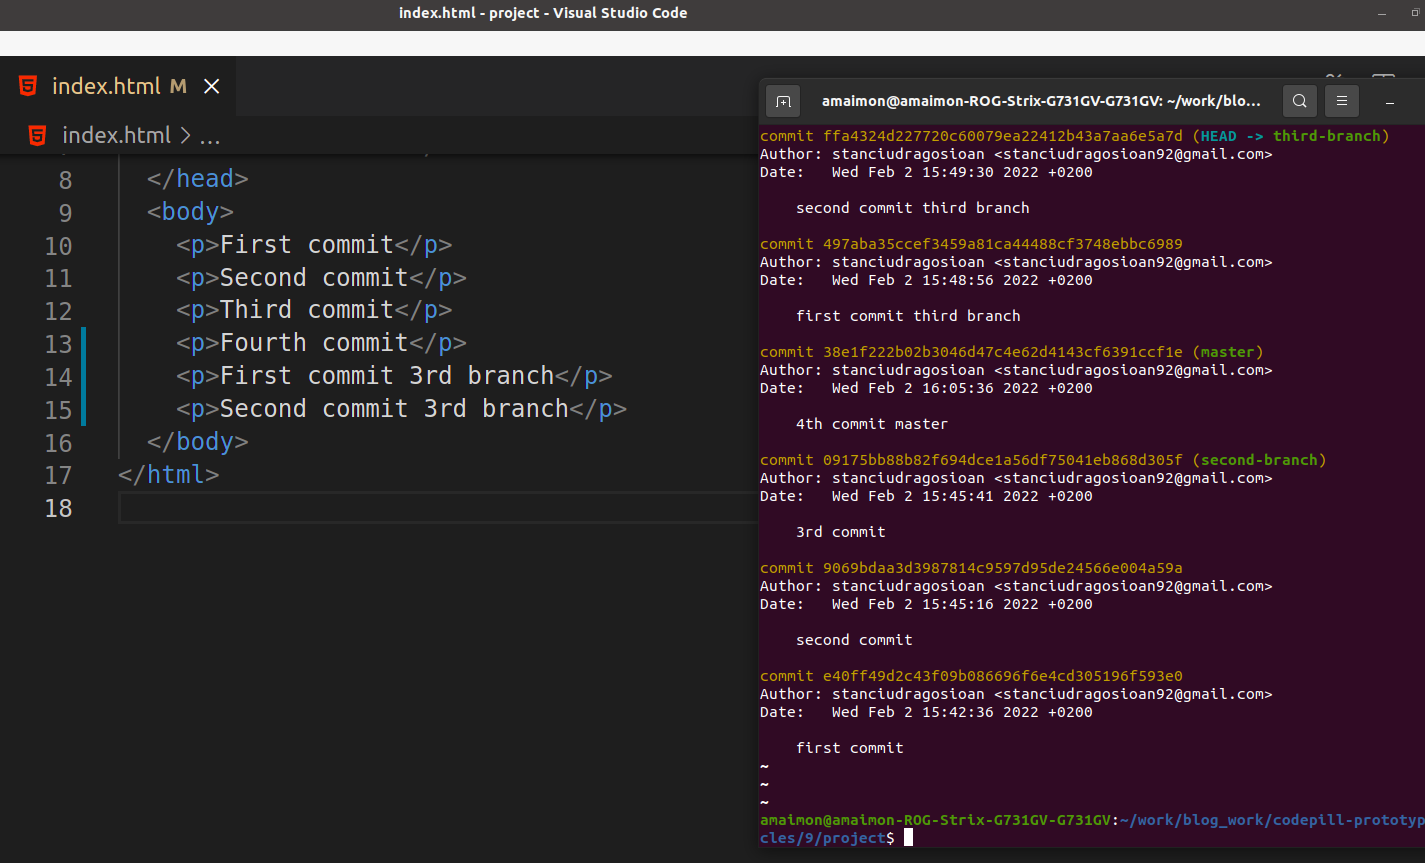 index.html - project - Visual Studio Code
index.html M
index.html > ...
8 </head>
9 <body>
10 <p>First commit</p>
11 <p>Second commit</p>
12 <p>Third commit</p>
13 <p>Fourth commit</p>
14 <p>First commit 3rd branch</p>
15 <p>Second commit 3rd branch</p>
16 </body>
17 </html>
18
amaimon@amaimon-ROG-Strix-G731GV-G731GV: ~/work/blo...
commit ffa4324d227720c60079ea22412b43a7aa6e5a7d (HEAD -> third-branch)
Author: stanciudragosioan <stanciudragosioan92@gmail.com>
Date:   Wed Feb 2 15:49:30 2022 +0200
second commit third branch
commit 497aba35ccef3459a81ca44488cf3748ebbc6989
Author: stanciudragosioan <stanciudragosioan92@gmail.com>
Date:   Wed Feb 2 15:48:56 2022 +0200
first commit third branch
commit 38e1f222b02b3046d47c4e62d4143cf6391ccf1e (master)
Author: stanciudragosioan <stanciudragosioan92@gmail.com>
Date:   Wed Feb 2 16:05:36 2022 +0200
4th commit master
commit 09175bb88b82f694dce1a56df75041eb868d305f (second-branch)
Author: stanciudragosioan <stanciudragosioan92@gmail.com>
Date:   Wed Feb 2 15:45:41 2022 +0200
3rd commit
commit 9069bdaa3d3987814c9597d95de24566e004a59a
Author: stanciudragosioan <stanciudragosioan92@gmail.com>
Date:   Wed Feb 2 15:45:16 2022 +0200
second commit
commit e40ff49d2c43f09b086696f6e4cd305196f593e0
Author: stanciudragosioan <stanciudragosioan92@gmail.com>
Date:   Wed Feb 2 15:42:36 2022 +0200
first commit
~
~
~
amaimon@amaimon-ROG-Strix-G731GV-G731GV:~/work/blog_work/codepill-prototyp
cles/9/project$